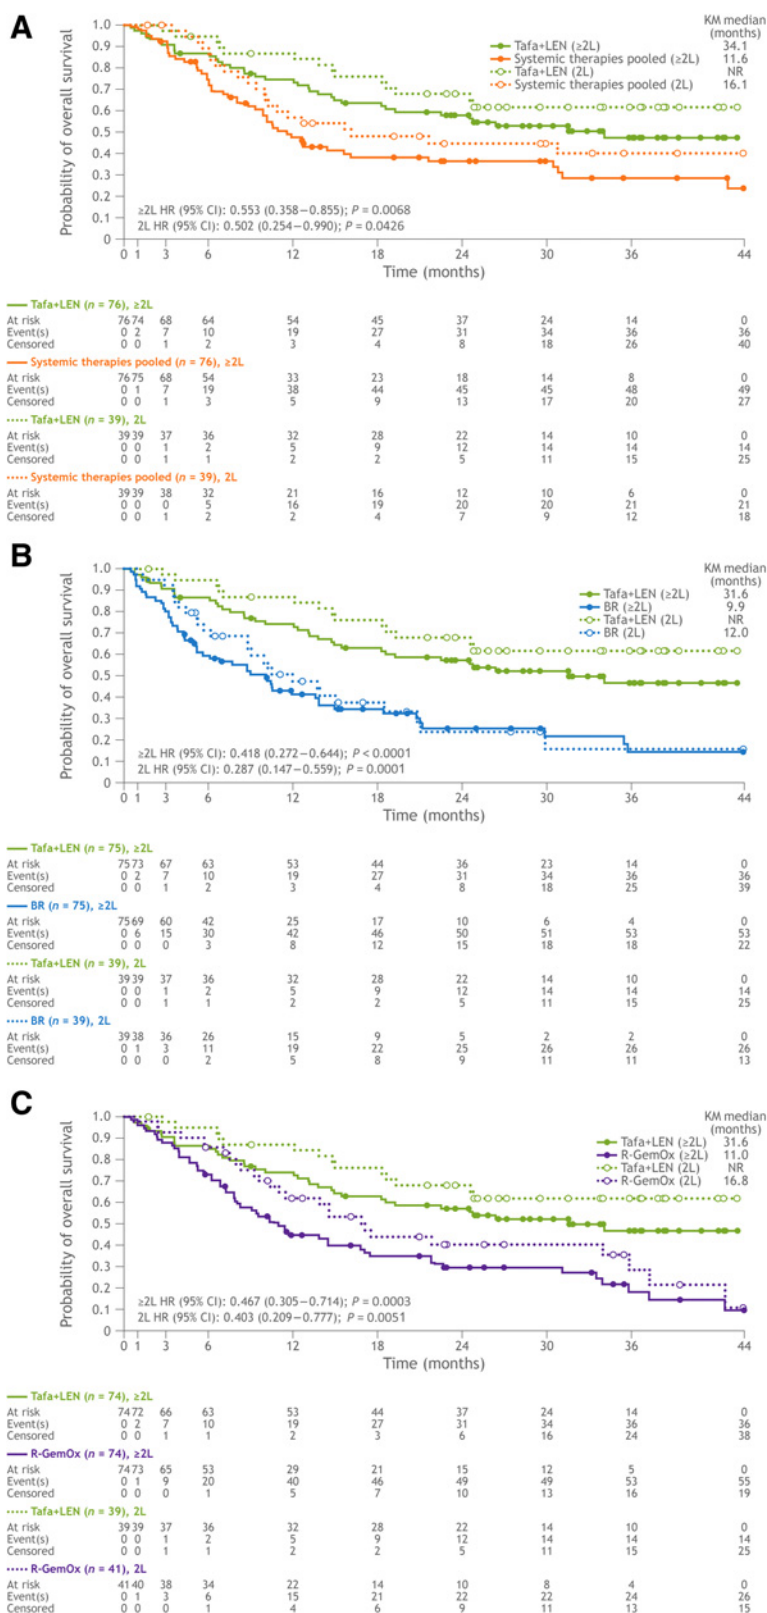 A
Probability of overall survival
1.0
0.9
0.8
0.7
0.6
0.5
0.4
0.3
0.2
0.1
0
KM median
(months)
Tafa+LEN (≥2L) 34.1
Systemic therapies pooled (≥2L) 11.6
Tafa+LEN (2L) NR
Systemic therapies pooled (2L) 16.1
≥2L HR (95% CI): 0.553 (0.358–0.855); P = 0.0068
2L HR (95% CI): 0.502 (0.254–0.990); P = 0.0426
0 1 3 6 12 18 24 30 36 44
Time (months)
Tafa+LEN (n = 76), ≥2L
At risk 76 74 68 64 54 45 37 24 14 0
Event(s) 0 2 7 10 19 27 31 34 36 36
Censored 0 0 1 2 3 4 8 18 26 40
Systemic therapies pooled (n = 76), ≥2L
At risk 76 75 68 54 33 23 18 14 8 0
Event(s) 0 1 7 19 38 44 45 45 48 49
Censored 0 0 1 3 5 9 13 17 20 27
Tafa+LEN (n = 39), 2L
At risk 39 39 37 36 32 28 22 14 10 0
Event(s) 0 0 1 2 5 9 12 14 14 14
Censored 0 0 1 1 2 2 5 11 15 25
Systemic therapies pooled (n = 39), 2L
At risk 39 39 38 32 21 16 12 10 6 0
Event(s) 0 0 0 5 16 19 20 20 21 21
Censored 0 0 1 2 2 4 7 9 12 18
B
Probability of overall survival
1.0
0.9
0.8
0.7
0.6
0.5
0.4
0.3
0.2
0.1
0
KM median
(months)
Tafa+LEN (≥2L) 31.6
BR (≥2L) 9.9
Tafa+LEN (2L) NR
BR (2L) 12.0
≥2L HR (95% CI): 0.418 (0.272–0.644); P < 0.0001
2L HR (95% CI): 0.287 (0.147–0.559); P = 0.0001
0 1 3 6 12 18 24 30 36 44
Time (months)
Tafa+LEN (n = 75), ≥2L
At risk 75 73 67 63 53 44 36 23 14 0
Event(s) 0 2 7 10 19 27 31 34 36 36
Censored 0 0 1 2 3 4 8 18 25 39
BR (n = 75), ≥2L
At risk 75 69 60 42 25 17 10 6 4 0
Event(s) 0 6 15 30 42 46 50 51 53 53
Censored 0 0 0 3 8 12 15 18 18 22
Tafa+LEN (n = 39), 2L
At risk 39 39 37 36 32 28 22 14 10 0
Event(s) 0 0 1 2 5 9 12 14 14 14
Censored 0 0 1 1 2 2 5 11 15 25
BR (n = 39), 2L
At risk 39 38 36 26 15 9 5 2 2 0
Event(s) 0 1 3 11 19 22 25 26 26 26
Censored 0 0 0 2 5 8 9 11 11 13
C
Probability of overall survival
1.0
0.9
0.8
0.7
0.6
0.5
0.4
0.3
0.2
0.1
0
KM median
(months)
Tafa+LEN (≥2L) 31.6
R-GemOx (≥2L) 11.0
Tafa+LEN (2L) NR
R-GemOx (2L) 16.8
≥2L HR (95% CI): 0.467 (0.305–0.714); P = 0.0003
2L HR (95% CI): 0.403 (0.209–0.777); P = 0.0051
0 1 3 6 12 18 24 30 36 44
Time (months)
Tafa+LEN (n = 74), ≥2L
At risk 74 72 66 63 53 44 37 24 14 0
Event(s) 0 2 7 10 19 27 31 34 36 36
Censored 0 0 1 1 2 3 6 16 24 38
R-GemOx (n = 74), ≥2L
At risk 74 73 65 53 29 21 15 12 5 0
Event(s) 0 1 9 20 40 46 49 49 53 55
Censored 0 0 0 1 5 7 10 13 16 19
Tafa+LEN (n = 39), 2L
At risk 39 39 37 36 32 28 22 14 10 0
Event(s) 0 0 1 2 5 9 12 14 14 14
Censored 0 0 1 1 2 2 5 11 15 25
R-GemOx (n = 41), 2L
At risk 41 40 38 34 22 14 10 8 4 0
Event(s) 0 1 3 6 15 21 22 22 24 26
Censored 0 0 0 1 4 6 9 11 13 15